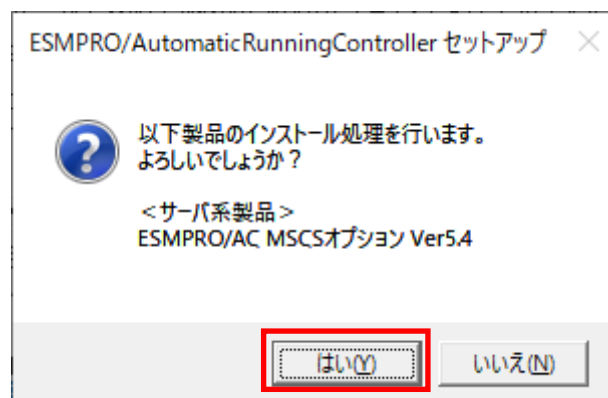 ESMPRO/AutomaticRunningController セットアップ
以下製品のインストール処理を行います。
よろしいでしょうか?
<サーバ系製品>
ESMPRO/AC MSCSオプション Ver5.4
はい(Y)
いいえ(N)